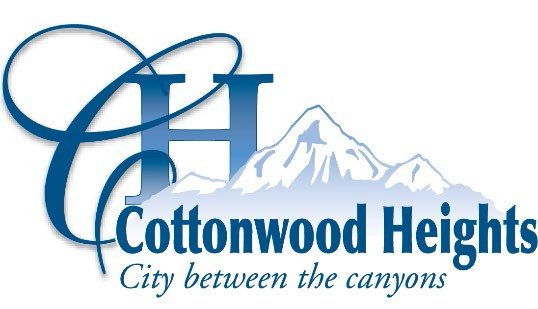 CH
Cottonwood Heights
City between the canyons